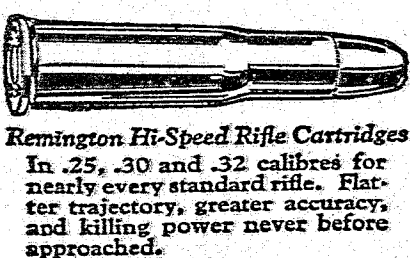 Remington Hi-Speed Rifle Cartridges
In .25, .30 and .32 calibres for
nearly every standard rifle. Flat-
ter trajectory, greater accuracy,
and killing power never before
approached.